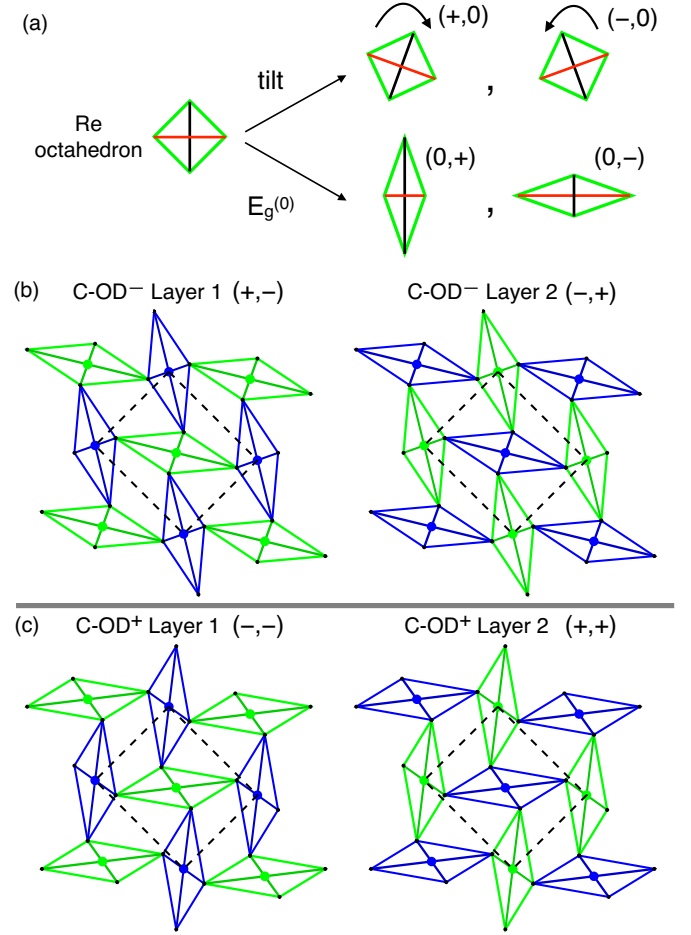 (a)
(+,0)
(−,0)
tilt
,
Re
octahedron
(0,+)
(0,−)
E_g^(0)
,
(b)
C-OD⁻ Layer 1 (+,−)
C-OD⁻ Layer 2 (−,+)
(c)
C-OD⁺ Layer 1 (−,−)
C-OD⁺ Layer 2 (+,+)